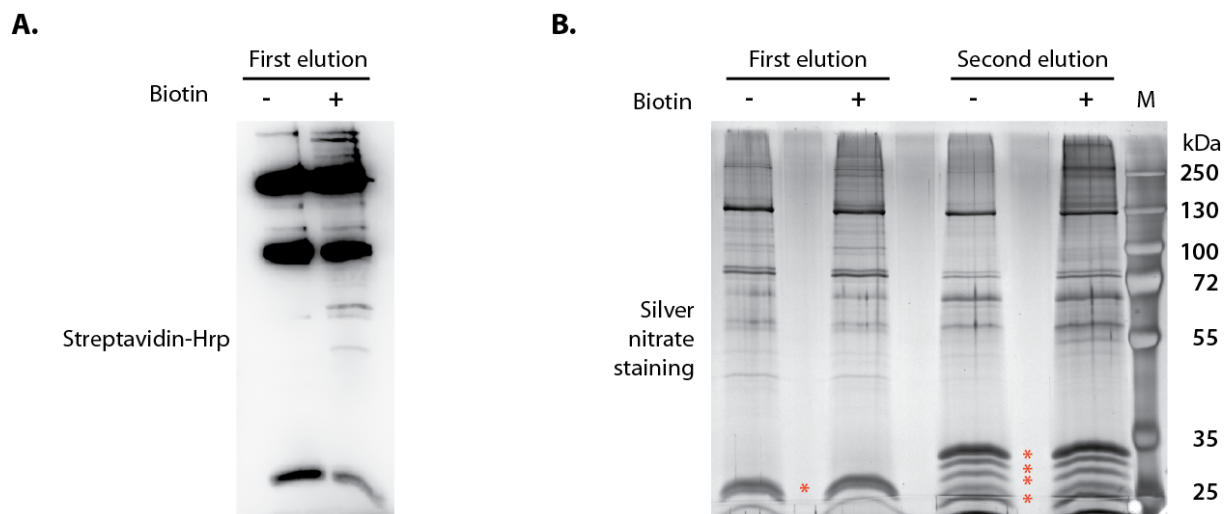 A.
First elution
Biotin - +
Streptavidin-Hrp
B.
First elution Second elution
Biotin - + - + M
kDa
250
130
100
72
55
35
25
Silver
nitrate
staining
*
*
*
*
*